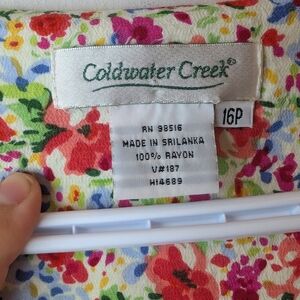 Coldwater Creek®
16P
RN 98516
MADE IN SRILANKA
100% RAYON
V#187
H14689